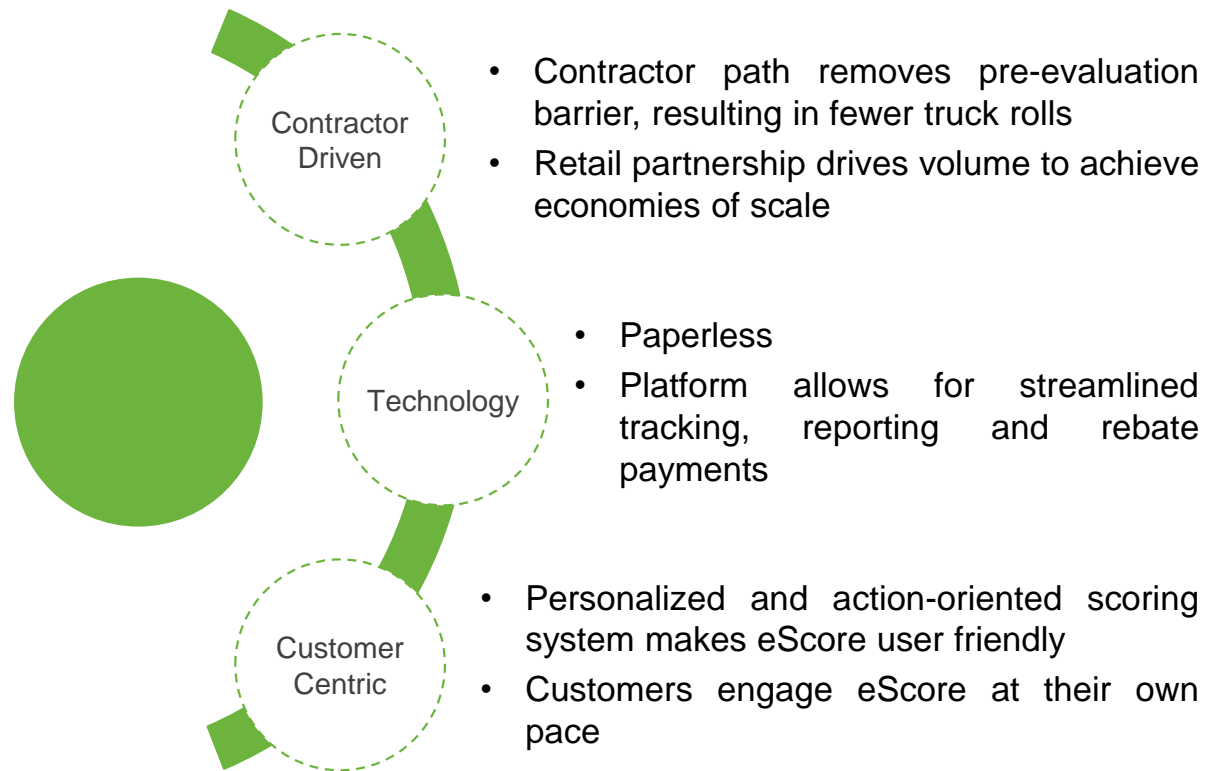 Contractor
Driven
• Contractor path removes pre-evaluation
barrier, resulting in fewer truck rolls
• Retail partnership drives volume to achieve
economies of scale
Technology
• Paperless
• Platform allows for streamlined
tracking, reporting and rebate
payments
Customer
Centric
• Personalized and action-oriented scoring
system makes eScore user friendly
• Customers engage eScore at their own
pace